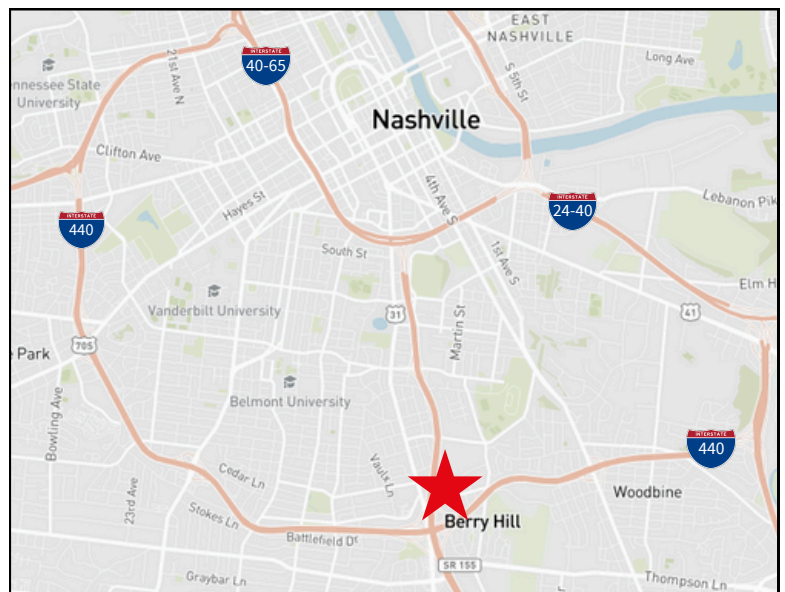 EAST
NASHVILLE
INTERSTATE
40-65
Long Ave
21st Ave N
S 5th St
nnessee State
University
Nashville
Clifton Ave
4th Ave S
Hayes St
INTERSTATE
440
INTERSTATE
24-40
Lebanon Pik
South St
1st Ave S
Elm H
Vanderbilt University
31
41
Martin St
705
e Park
Belmont University
Bowling Ave
INTERSTATE
440
Vaulx Ln
Cedar Ln
23rd Ave
Woodbine
Stokes Ln
Berry Hill
Battlefield Dr
SR 155
Graybar Ln
Thompson Ln